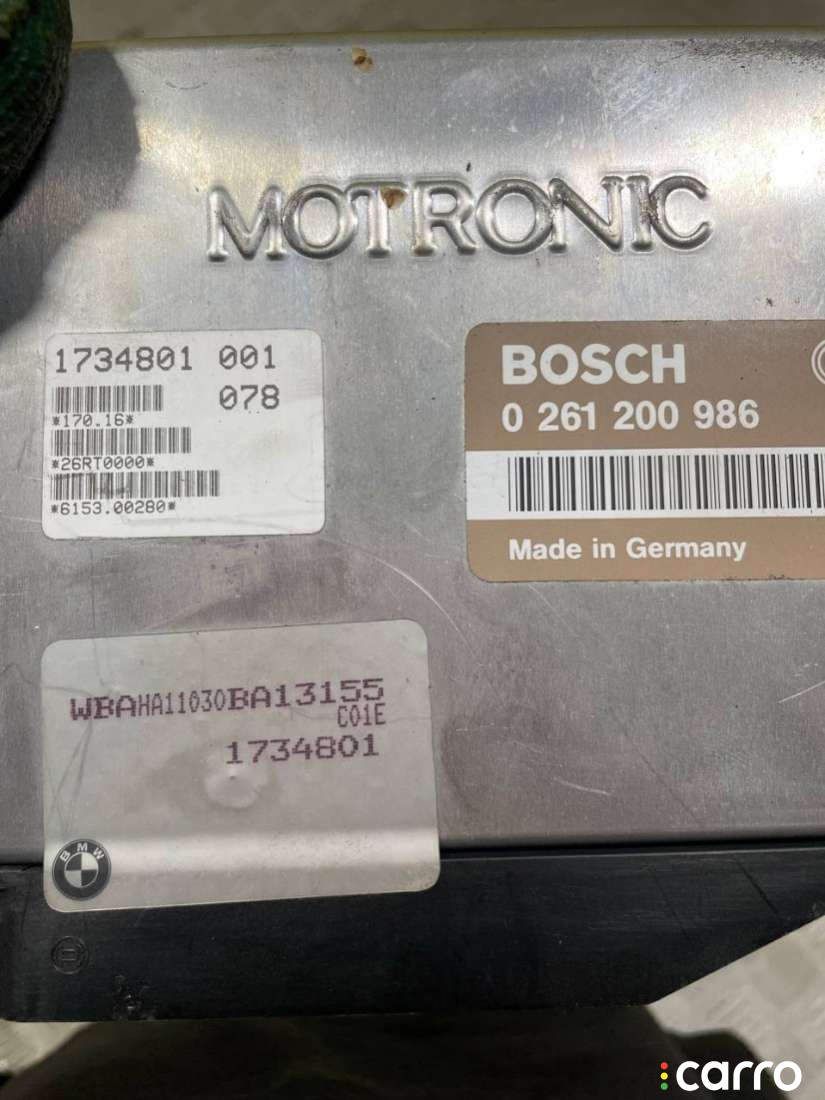 MOTRONIC
1734801 001
078
*170.16*
*26RT0000*
*6153.00280*
BOSCH
0 261 200 986
Made in Germany
WBAHA11030BA13155
C01E
1734801
BMW
carro